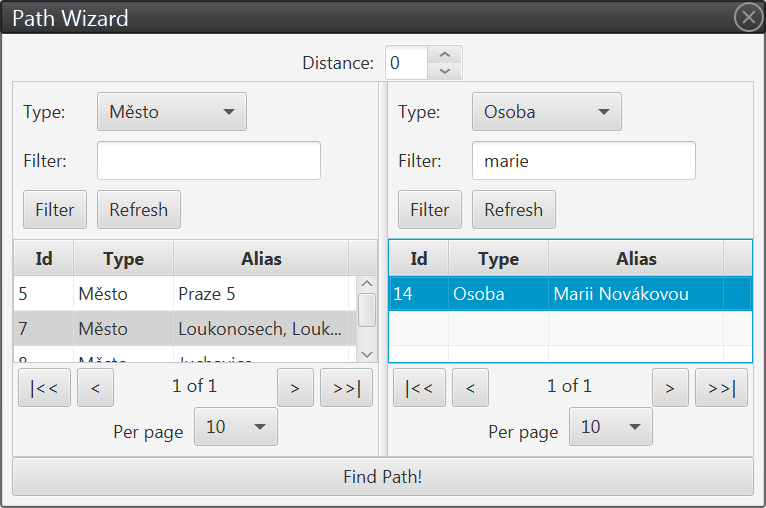 Path Wizard
Distance: 0
Type: Město
Filter:
Filter Refresh
Id Type Alias
5 Město Praze 5
7 Město Loukonosech, Louk...
8 Město Juchovice
|<< < 1 of 1 > >>|
Per page 10
Type: Osoba
Filter: marie
Filter Refresh
Id Type Alias
14 Osoba Marii Novákovou
|<< < 1 of 1 > >>|
Per page 10
Find Path!